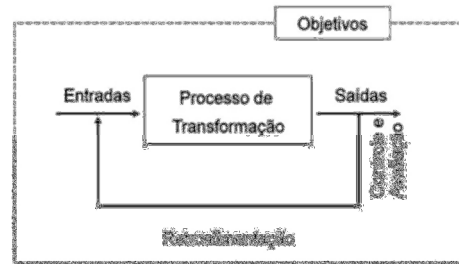 Objetivos
Entradas
Processo de
Transformação
Saídas
Controle e
Avaliação
Retroalimentação